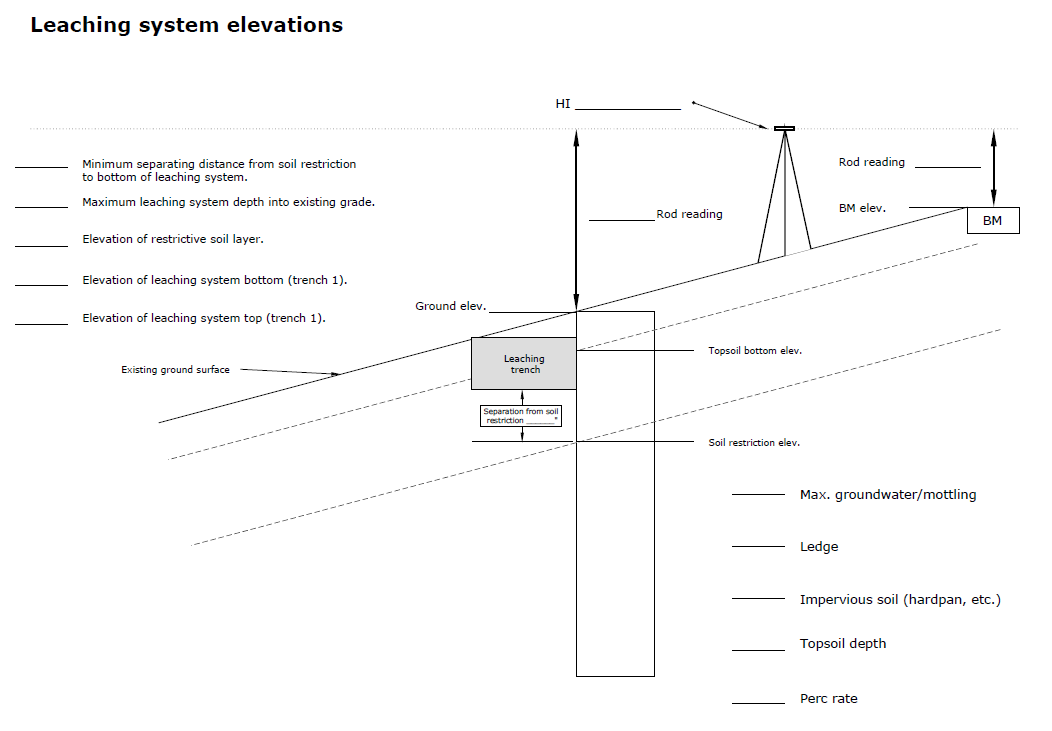 Leaching system elevations
HI ____________
Minimum separating distance from soil restriction
to bottom of leaching system.
Maximum leaching system depth into existing grade.
Elevation of restrictive soil layer.
Elevation of leaching system bottom (trench 1).
Elevation of leaching system top (trench 1).
Rod reading
BM elev.
BM
Rod reading
Ground elev.
Existing ground surface
Leaching
trench
Topsoil bottom elev.
Separation from soil
restriction _______"
Soil restriction elev.
Max. groundwater/mottling
Ledge
Impervious soil (hardpan, etc.)
Topsoil depth
Perc rate